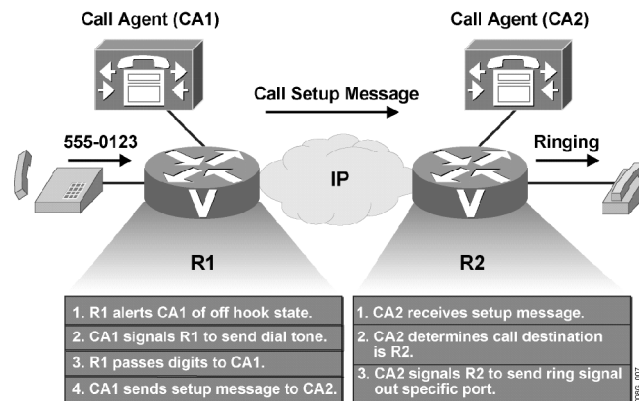 Call Agent (CA1)
Call Agent (CA2)
Call Setup Message
555-0123
Ringing
IP
V
V
R1
R2
1. R1 alerts CA1 of off hook state.
2. CA1 signals R1 to send dial tone.
3. R1 passes digits to CA1.
4. CA1 sends setup message to CA2.
1. CA2 receives setup message.
2. CA2 determines call destination
is R2.
3. CA2 signals R2 to send ring signal
out specific port.